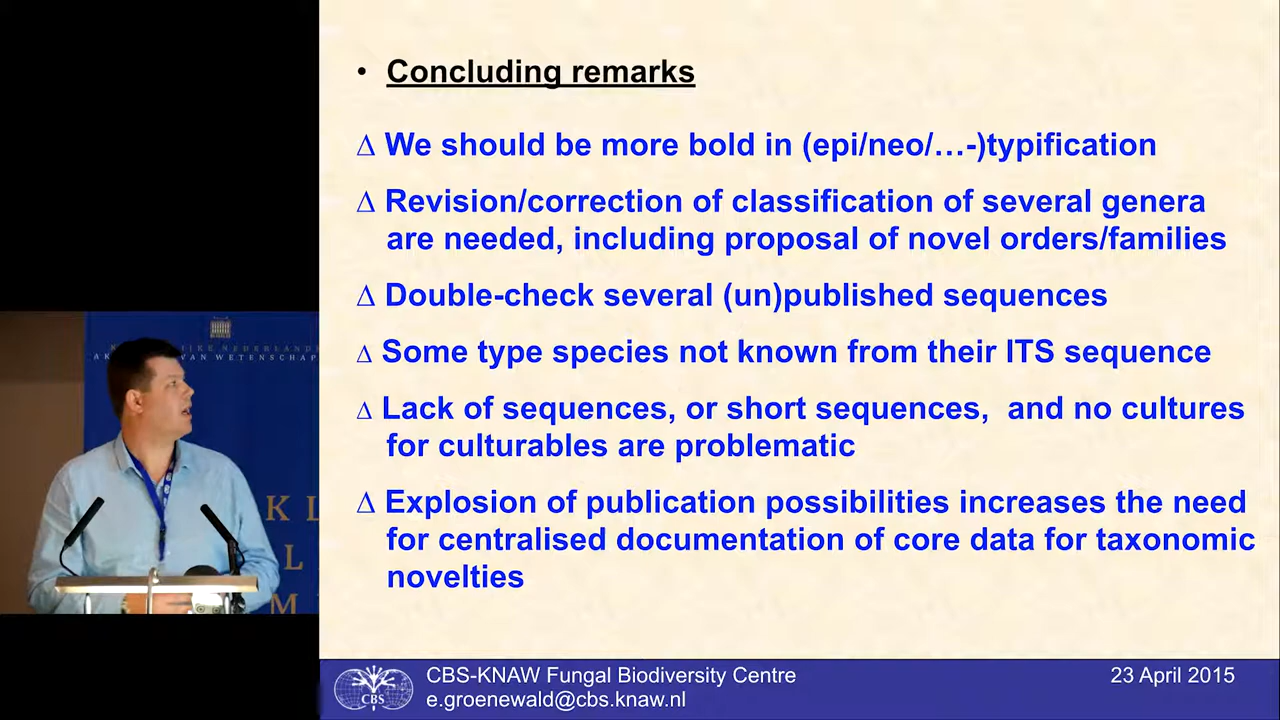 • Concluding remarks
∆ We should be more bold in (epi/neo/…-)typification
∆ Revision/correction of classification of several genera
are needed, including proposal of novel orders/families
∆ Double-check several (un)published sequences
∆ Some type species not known from their ITS sequence
∆ Lack of sequences, or short sequences, and no cultures
for culturables are problematic
∆ Explosion of publication possibilities increases the need
for centralised documentation of core data for taxonomic
novelties
CBS
CBS-KNAW Fungal Biodiversity Centre
e.groenewald@cbs.knaw.nl
23 April 2015
NEDERLAND
VAN WETENSCHAP
K L
L
M